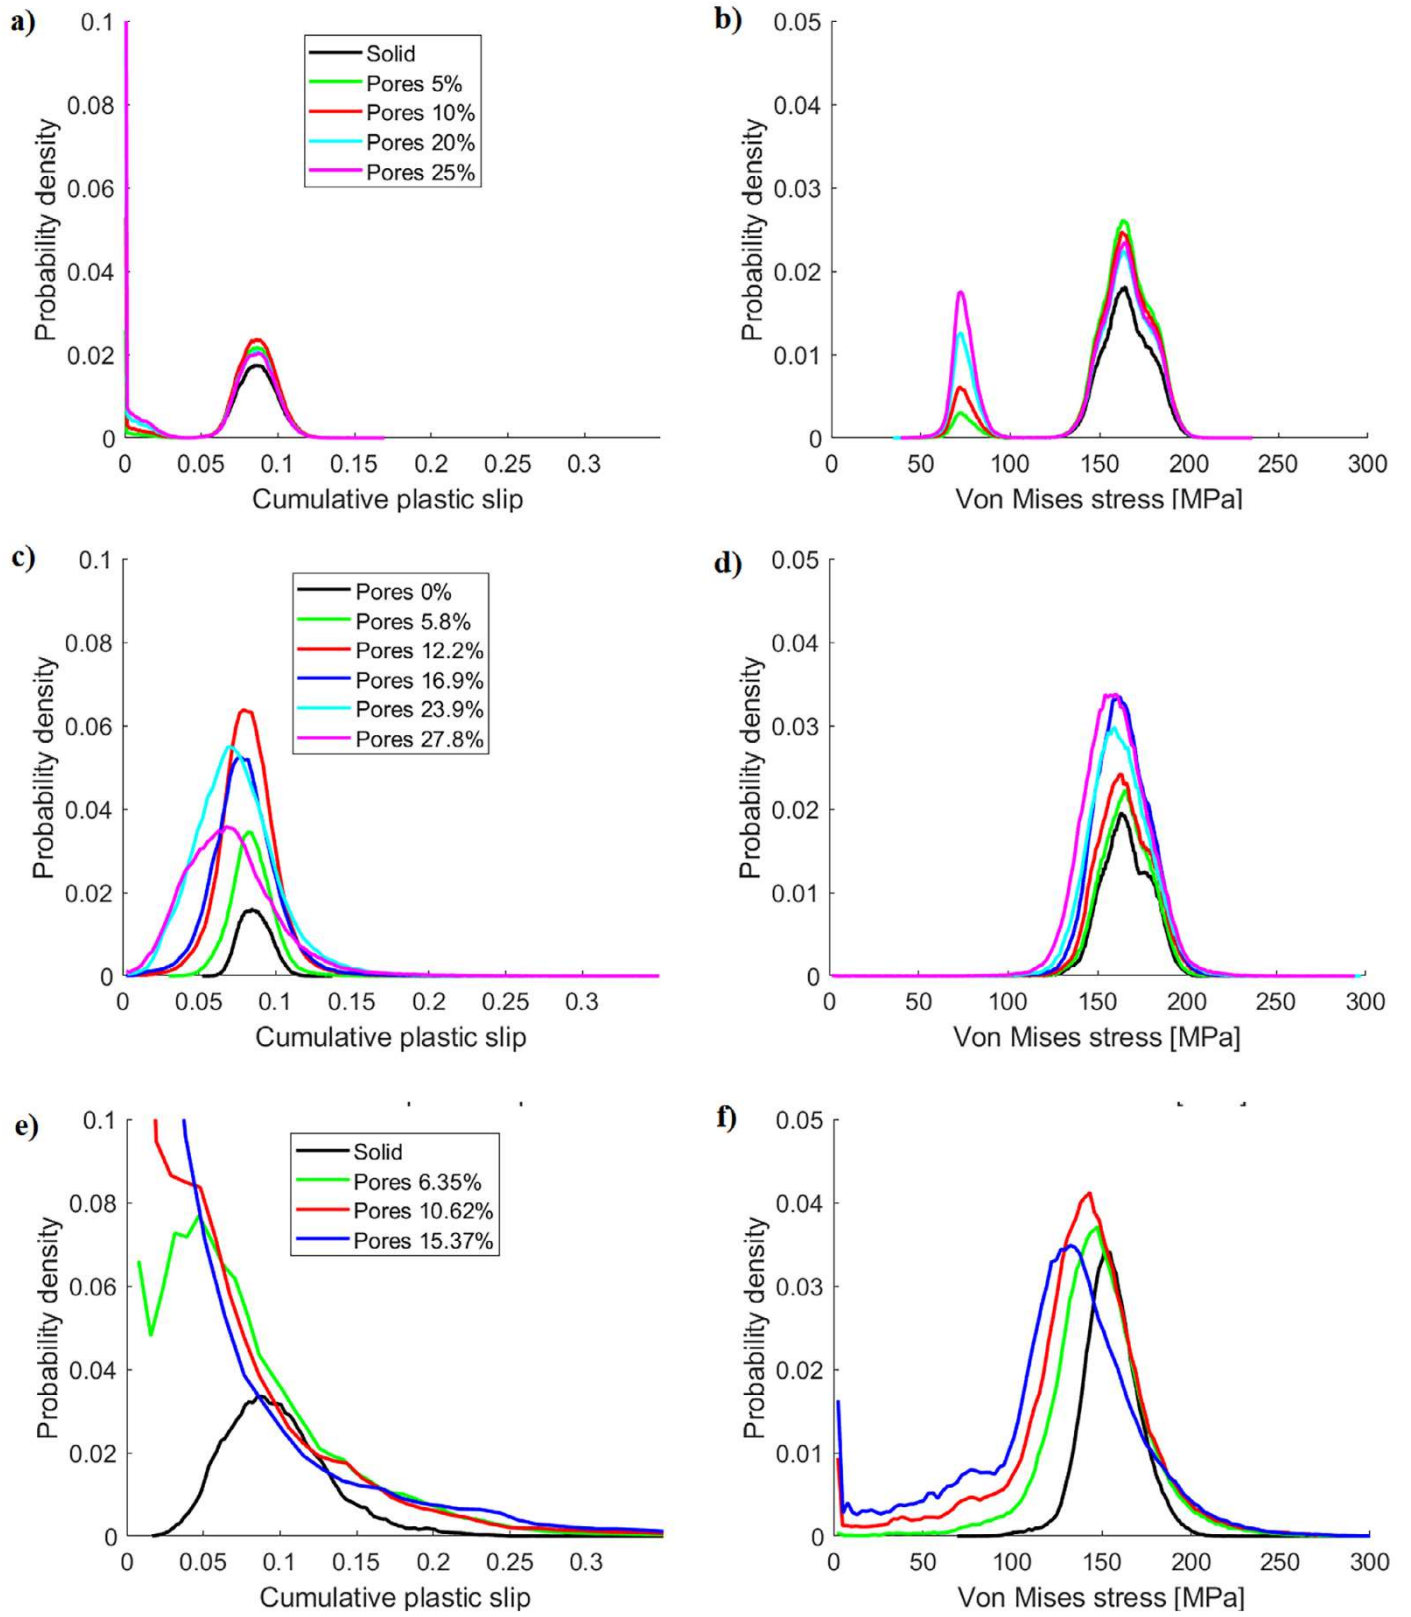 a)
0.1
0.08
0.06
0.04
0.02
0
Probability density
Solid
Pores 5%
Pores 10%
Pores 20%
Pores 25%
0 0.05 0.1 0.15 0.2 0.25 0.3
Cumulative plastic slip
b)
0.05
0.04
0.03
0.02
0.01
0
Probability density
0 50 100 150 200 250 300
Von Mises stress [MPa]
c)
0.1
0.08
0.06
0.04
0.02
0
Probability density
Pores 0%
Pores 5.8%
Pores 12.2%
Pores 16.9%
Pores 23.9%
Pores 27.8%
0 0.05 0.1 0.15 0.2 0.25 0.3
Cumulative plastic slip
d)
0.05
0.04
0.03
0.02
0.01
0
Probability density
0 50 100 150 200 250 300
Von Mises stress [MPa]
e)
0.1
0.08
0.06
0.04
0.02
0
Probability density
Solid
Pores 6.35%
Pores 10.62%
Pores 15.37%
0 0.05 0.1 0.15 0.2 0.25 0.3
Cumulative plastic slip
f)
0.05
0.04
0.03
0.02
0.01
0
Probability density
0 50 100 150 200 250 300
Von Mises stress [MPa]